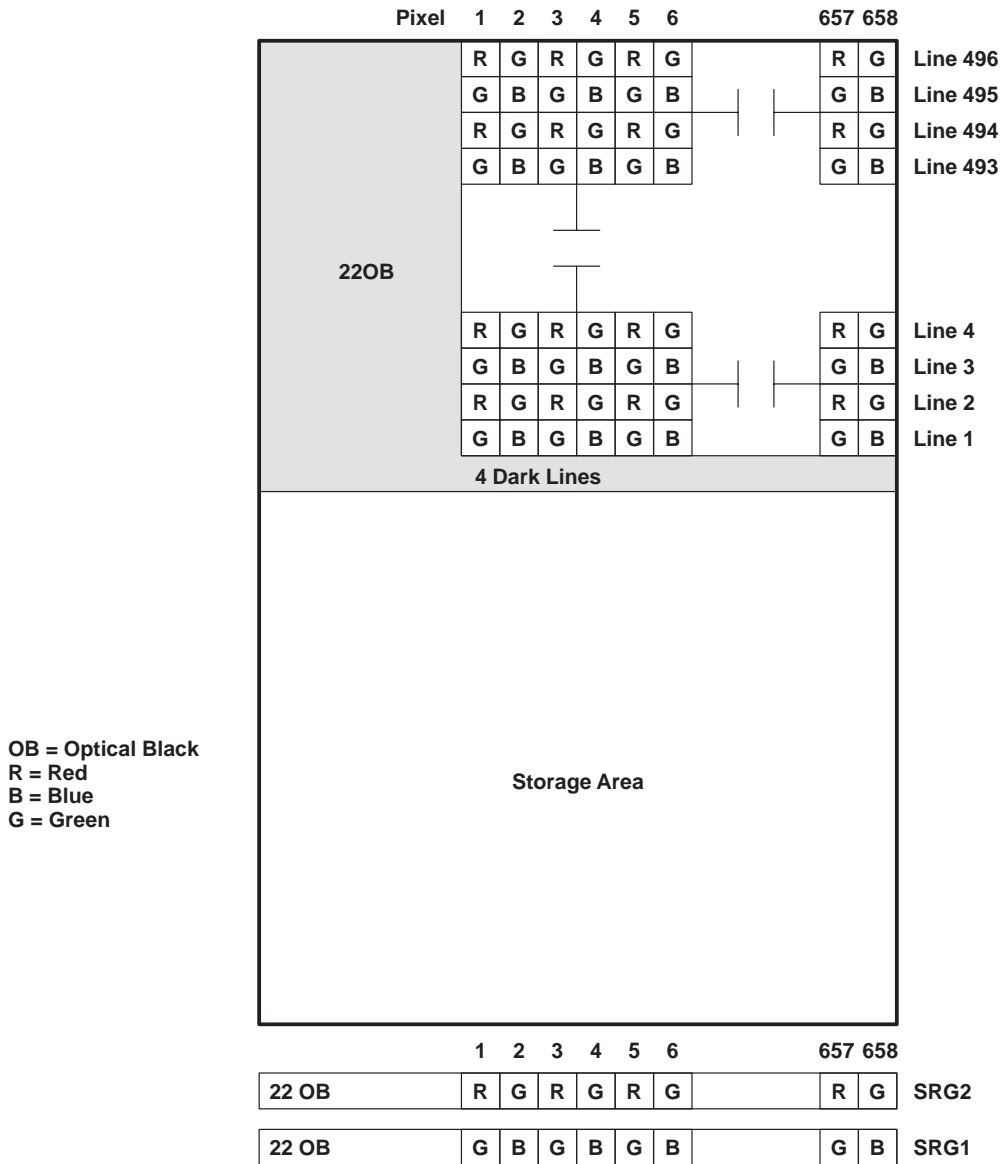 Pixel 1 2 3 4 5 6 657 658
R G R G R G R G Line 496
G B G B G B G B Line 495
R G R G R G R G Line 494
G B G B G B G B Line 493
22OB
R G R G R G R G Line 4
G B G B G B G B Line 3
R G R G R G R G Line 2
G B G B G B G B Line 1
4 Dark Lines
OB = Optical Black
R = Red
B = Blue
G = Green
Storage Area
1 2 3 4 5 6 657 658
22 OB R G R G R G R G SRG2
22 OB G B G B G B G B SRG1